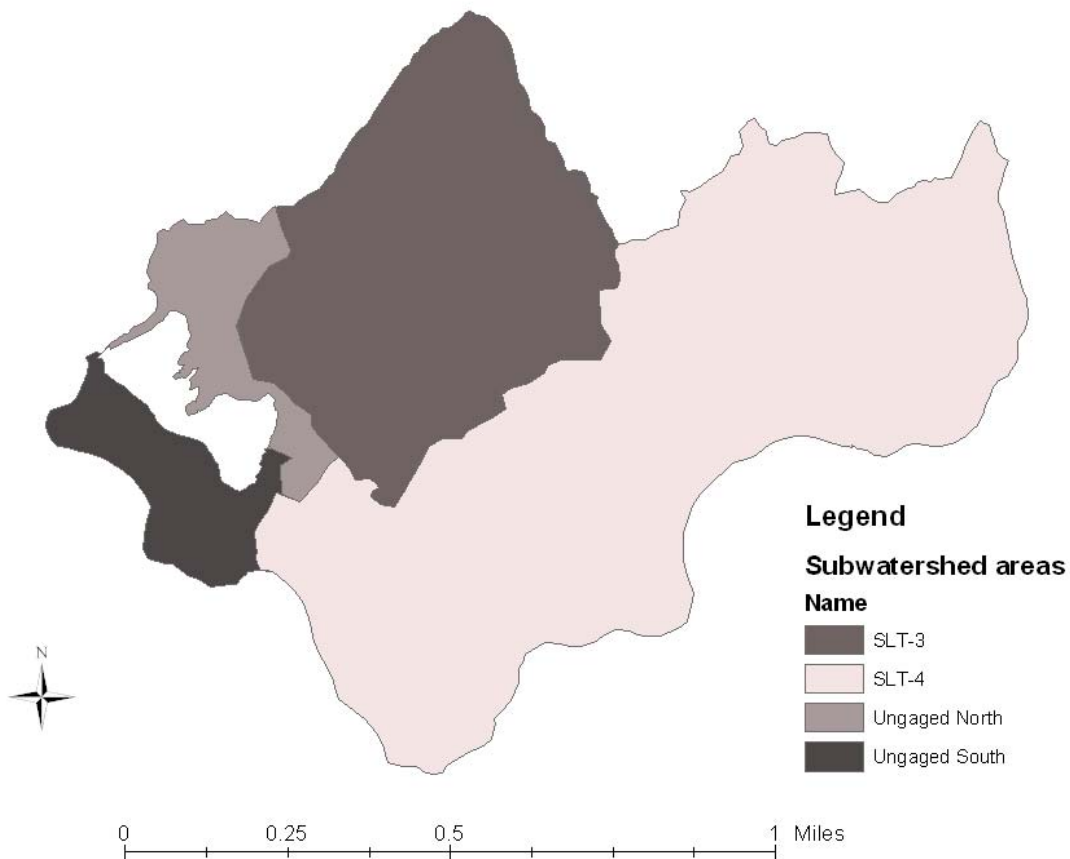 Legend
Subwatershed areas
Name
SLT-3
SLT-4
Ungaged North
Ungaged South
N
0 0.25 0.5 1 Miles